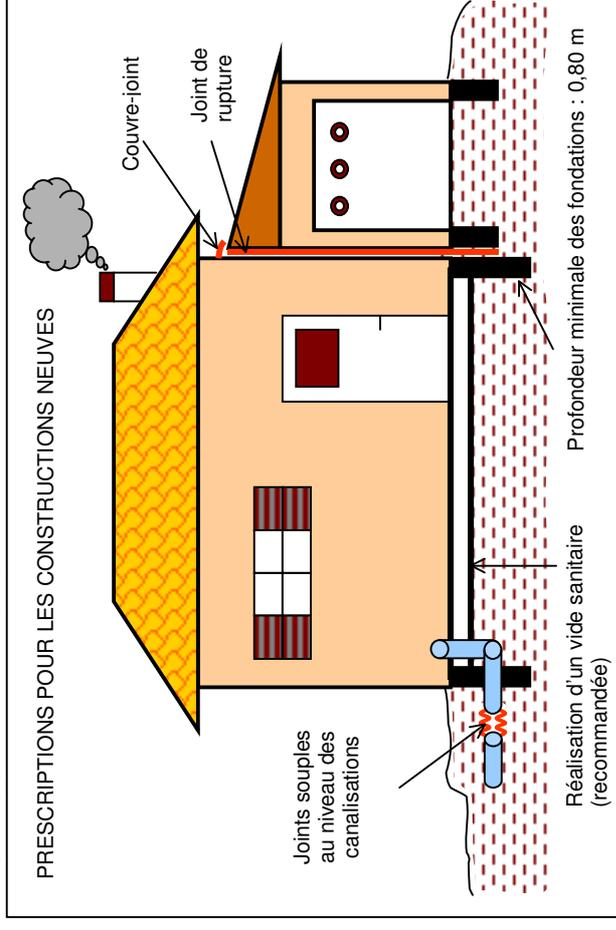 PRESCRIPTIONS POUR LES CONSTRUCTIONS NEUVES
Couvre-joint
Joint de
rupture
Joints souples
au niveau des
canalisations
Réalisation d'un vide sanitaire
(recommandée)
Profondeur minimale des fondations : 0,80 m